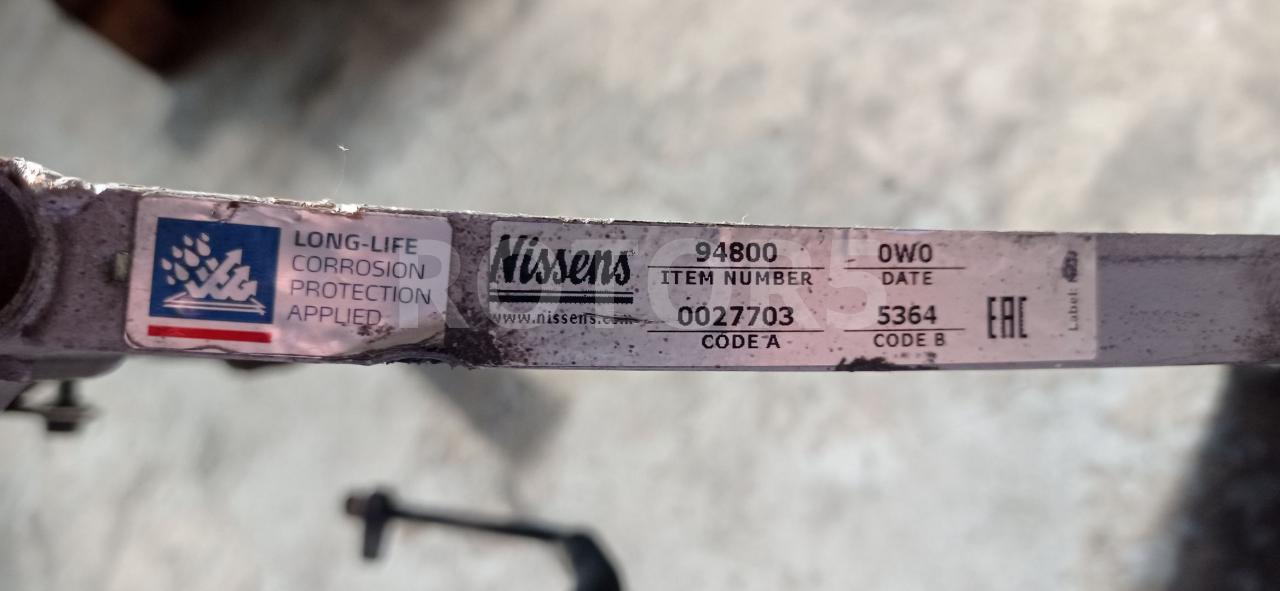 LONG-LIFE
CORROSION
PROTECTION
APPLIED
Nissens
www.nissens.com
94800
ITEM NUMBER
0027703
CODE A
0W0
DATE
5364
CODE B
EAC
Label:
ROTOR5